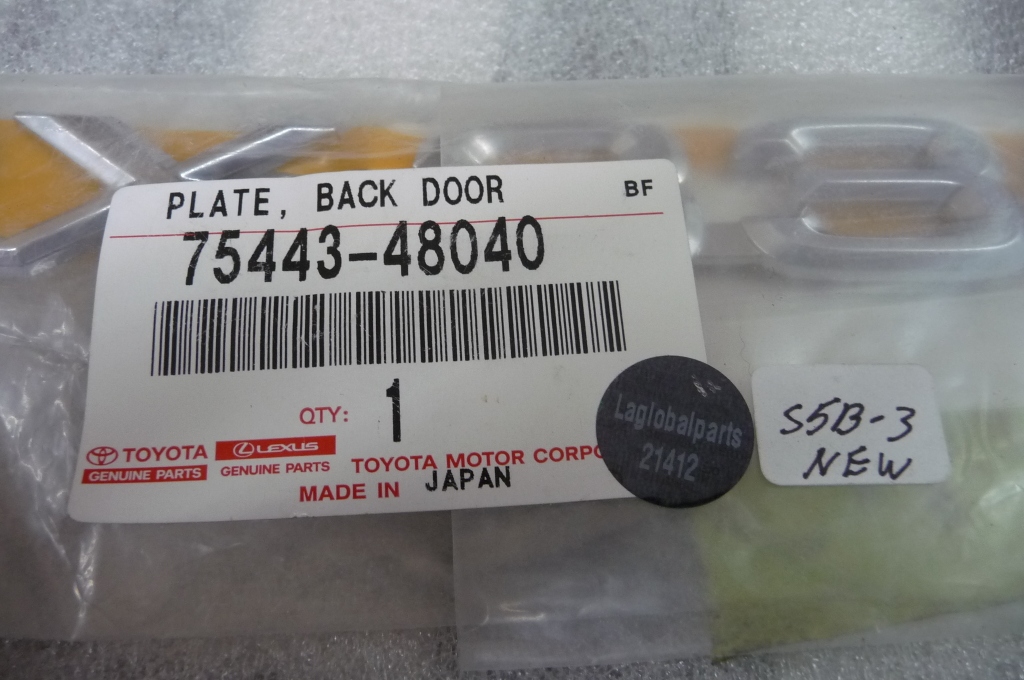 PLATE, BACK DOOR BF
75443-48040
QTY: 1
TOYOTA
GENUINE PARTS
LEXUS
GENUINE PARTS
TOYOTA MOTOR CORPO
MADE IN JAPAN
Laglobalparts
21412
S5B-3
NEW